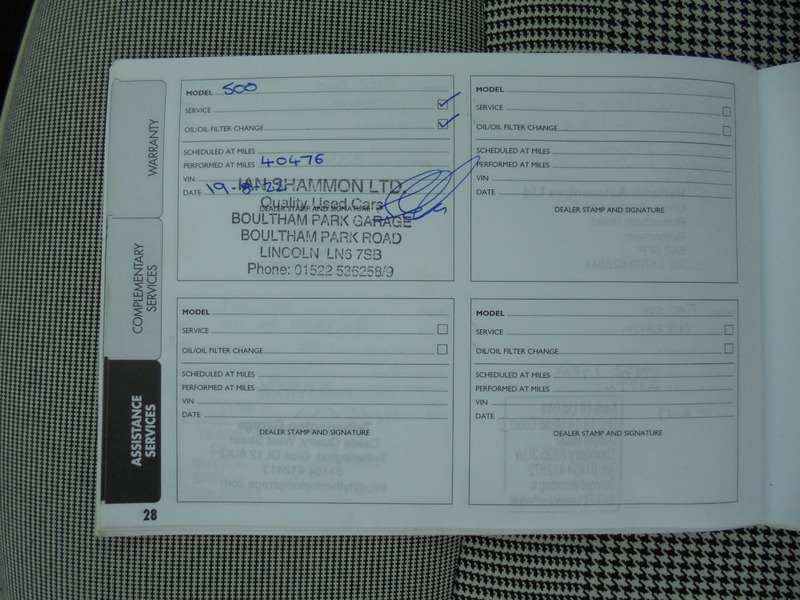 WARRANTY
COMPLEMENTARY
SERVICES
ASSISTANCE
SERVICES
28
MODEL 500
SERVICE
OIL/OIL FILTER CHANGE
SCHEDULED AT MILES
PERFORMED AT MILES 40476
VIN
DATE 19-8-22
DEALER STAMP AND SIGNATURE
IAN SHAMMON LTD.
Quality Used Cars
BOULTHAM PARK GARAGE
BOULTHAM PARK ROAD
LINCOLN LN6 7SB
Phone: 01522 536258/9
MODEL
SERVICE
OIL/OIL FILTER CHANGE
SCHEDULED AT MILES
PERFORMED AT MILES
VIN
DATE
DEALER STAMP AND SIGNATURE
MODEL
SERVICE
OIL/OIL FILTER CHANGE
SCHEDULED AT MILES
PERFORMED AT MILES
VIN
DATE
DEALER STAMP AND SIGNATURE
MODEL
SERVICE
OIL/OIL FILTER CHANGE
SCHEDULED AT MILES
PERFORMED AT MILES
VIN
DATE
DEALER STAMP AND SIGNATURE